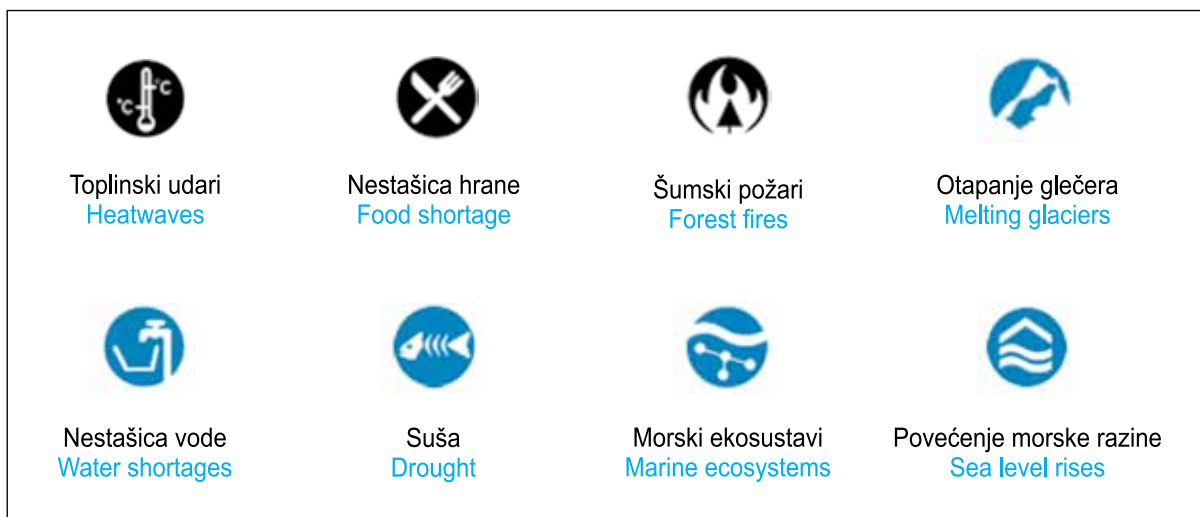 °C
°C
Toplinski udari
Heatwaves
Nestašica hrane
Food shortage
Šumski požari
Forest fires
Otapanje glečera
Melting glaciers
Nestašica vode
Water shortages
Suša
Drought
Morski ekosustavi
Marine ecosystems
Povećenje morske razine
Sea level rises